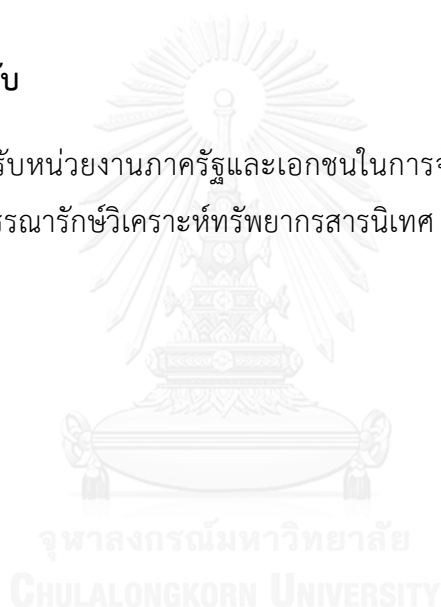 ับ
รับหน่วยงานภาครัฐและเอกชนในการจ
รรณารักษ์วิเคราะห์ทรัพยากรสารนิเทศ
จุฬาลงกรณ์มหาวิทยาลัย
CHULALONGKORN UNIVERSITY